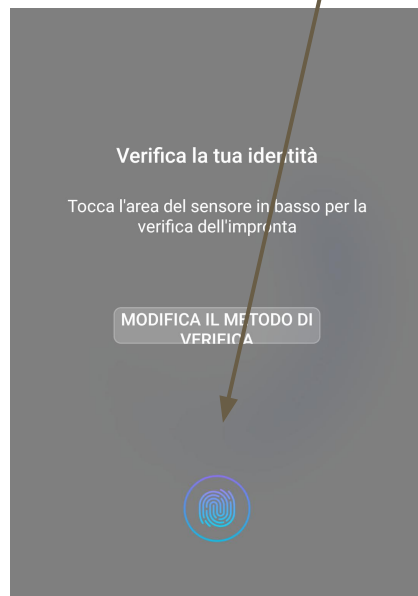 Verifica la tua identità
Tocca l'area del sensore in basso per la
verifica dell'impronta
MODIFICA IL METODO DI
VERIFICA